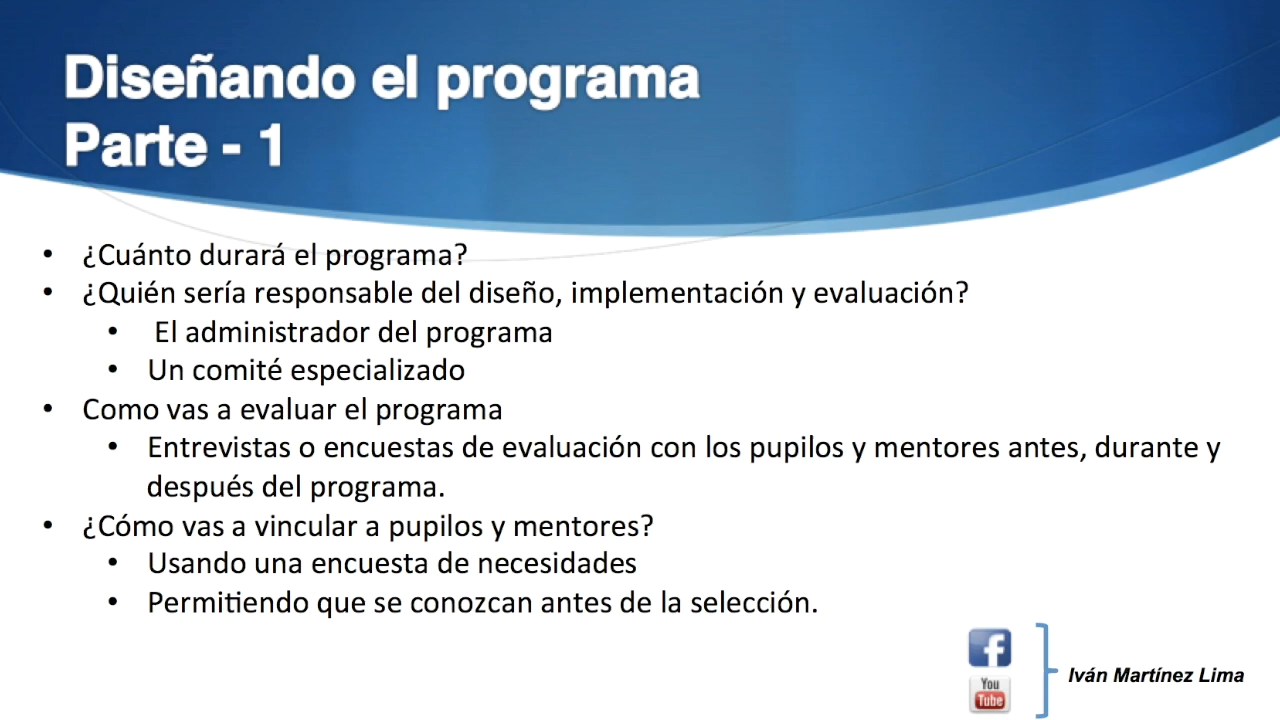 Diseñando el programa
Parte - 1
• ¿Cuánto durará el programa?
• ¿Quién sería responsable del diseño, implementación y evaluación?
• El administrador del programa
• Un comité especializado
• Como vas a evaluar el programa
• Entrevistas o encuestas de evaluación con los pupilos y mentores antes, durante y
después del programa.
• ¿Cómo vas a vincular a pupilos y mentores?
• Usando una encuesta de necesidades
• Permitiendo que se conozcan antes de la selección.
f
You
Tube
Iván Martínez Lima